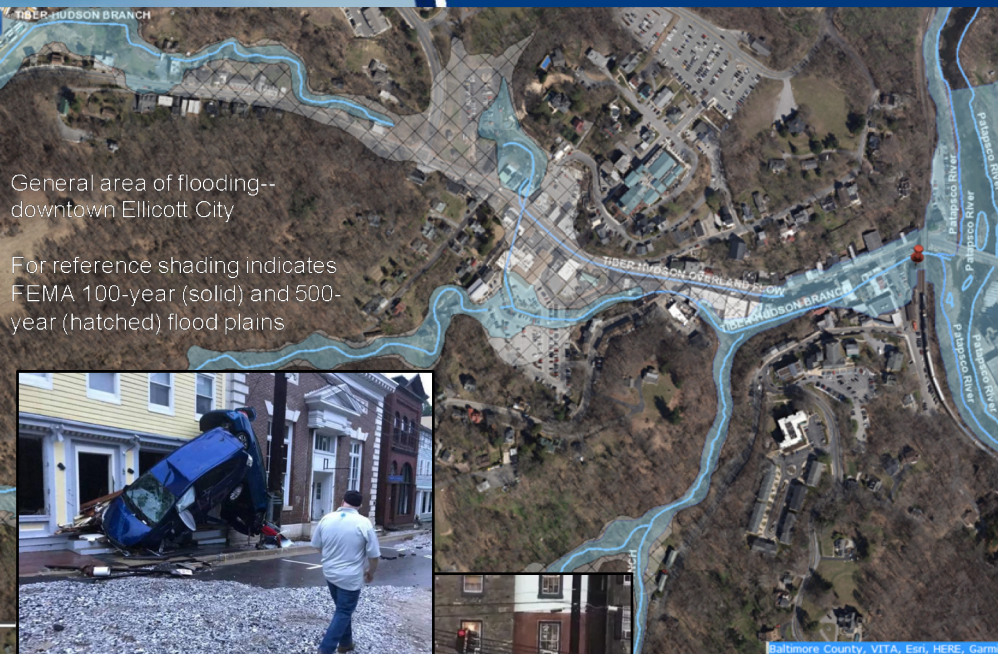 TIBER-HUDSON BRANCH
General area of flooding--
downtown Ellicott City
For reference shading indicates
FEMA 100-year (solid) and 500-
year (hatched) flood plains
TIBER HUDSON OVERLAND FLOW
TIBER-HUDSON BRANCH
Patapsco River
Patapsco River
Patapsco River
Patapsco River
Patapsco River
Baltimore County, VITA, Esri, HERE, Garm